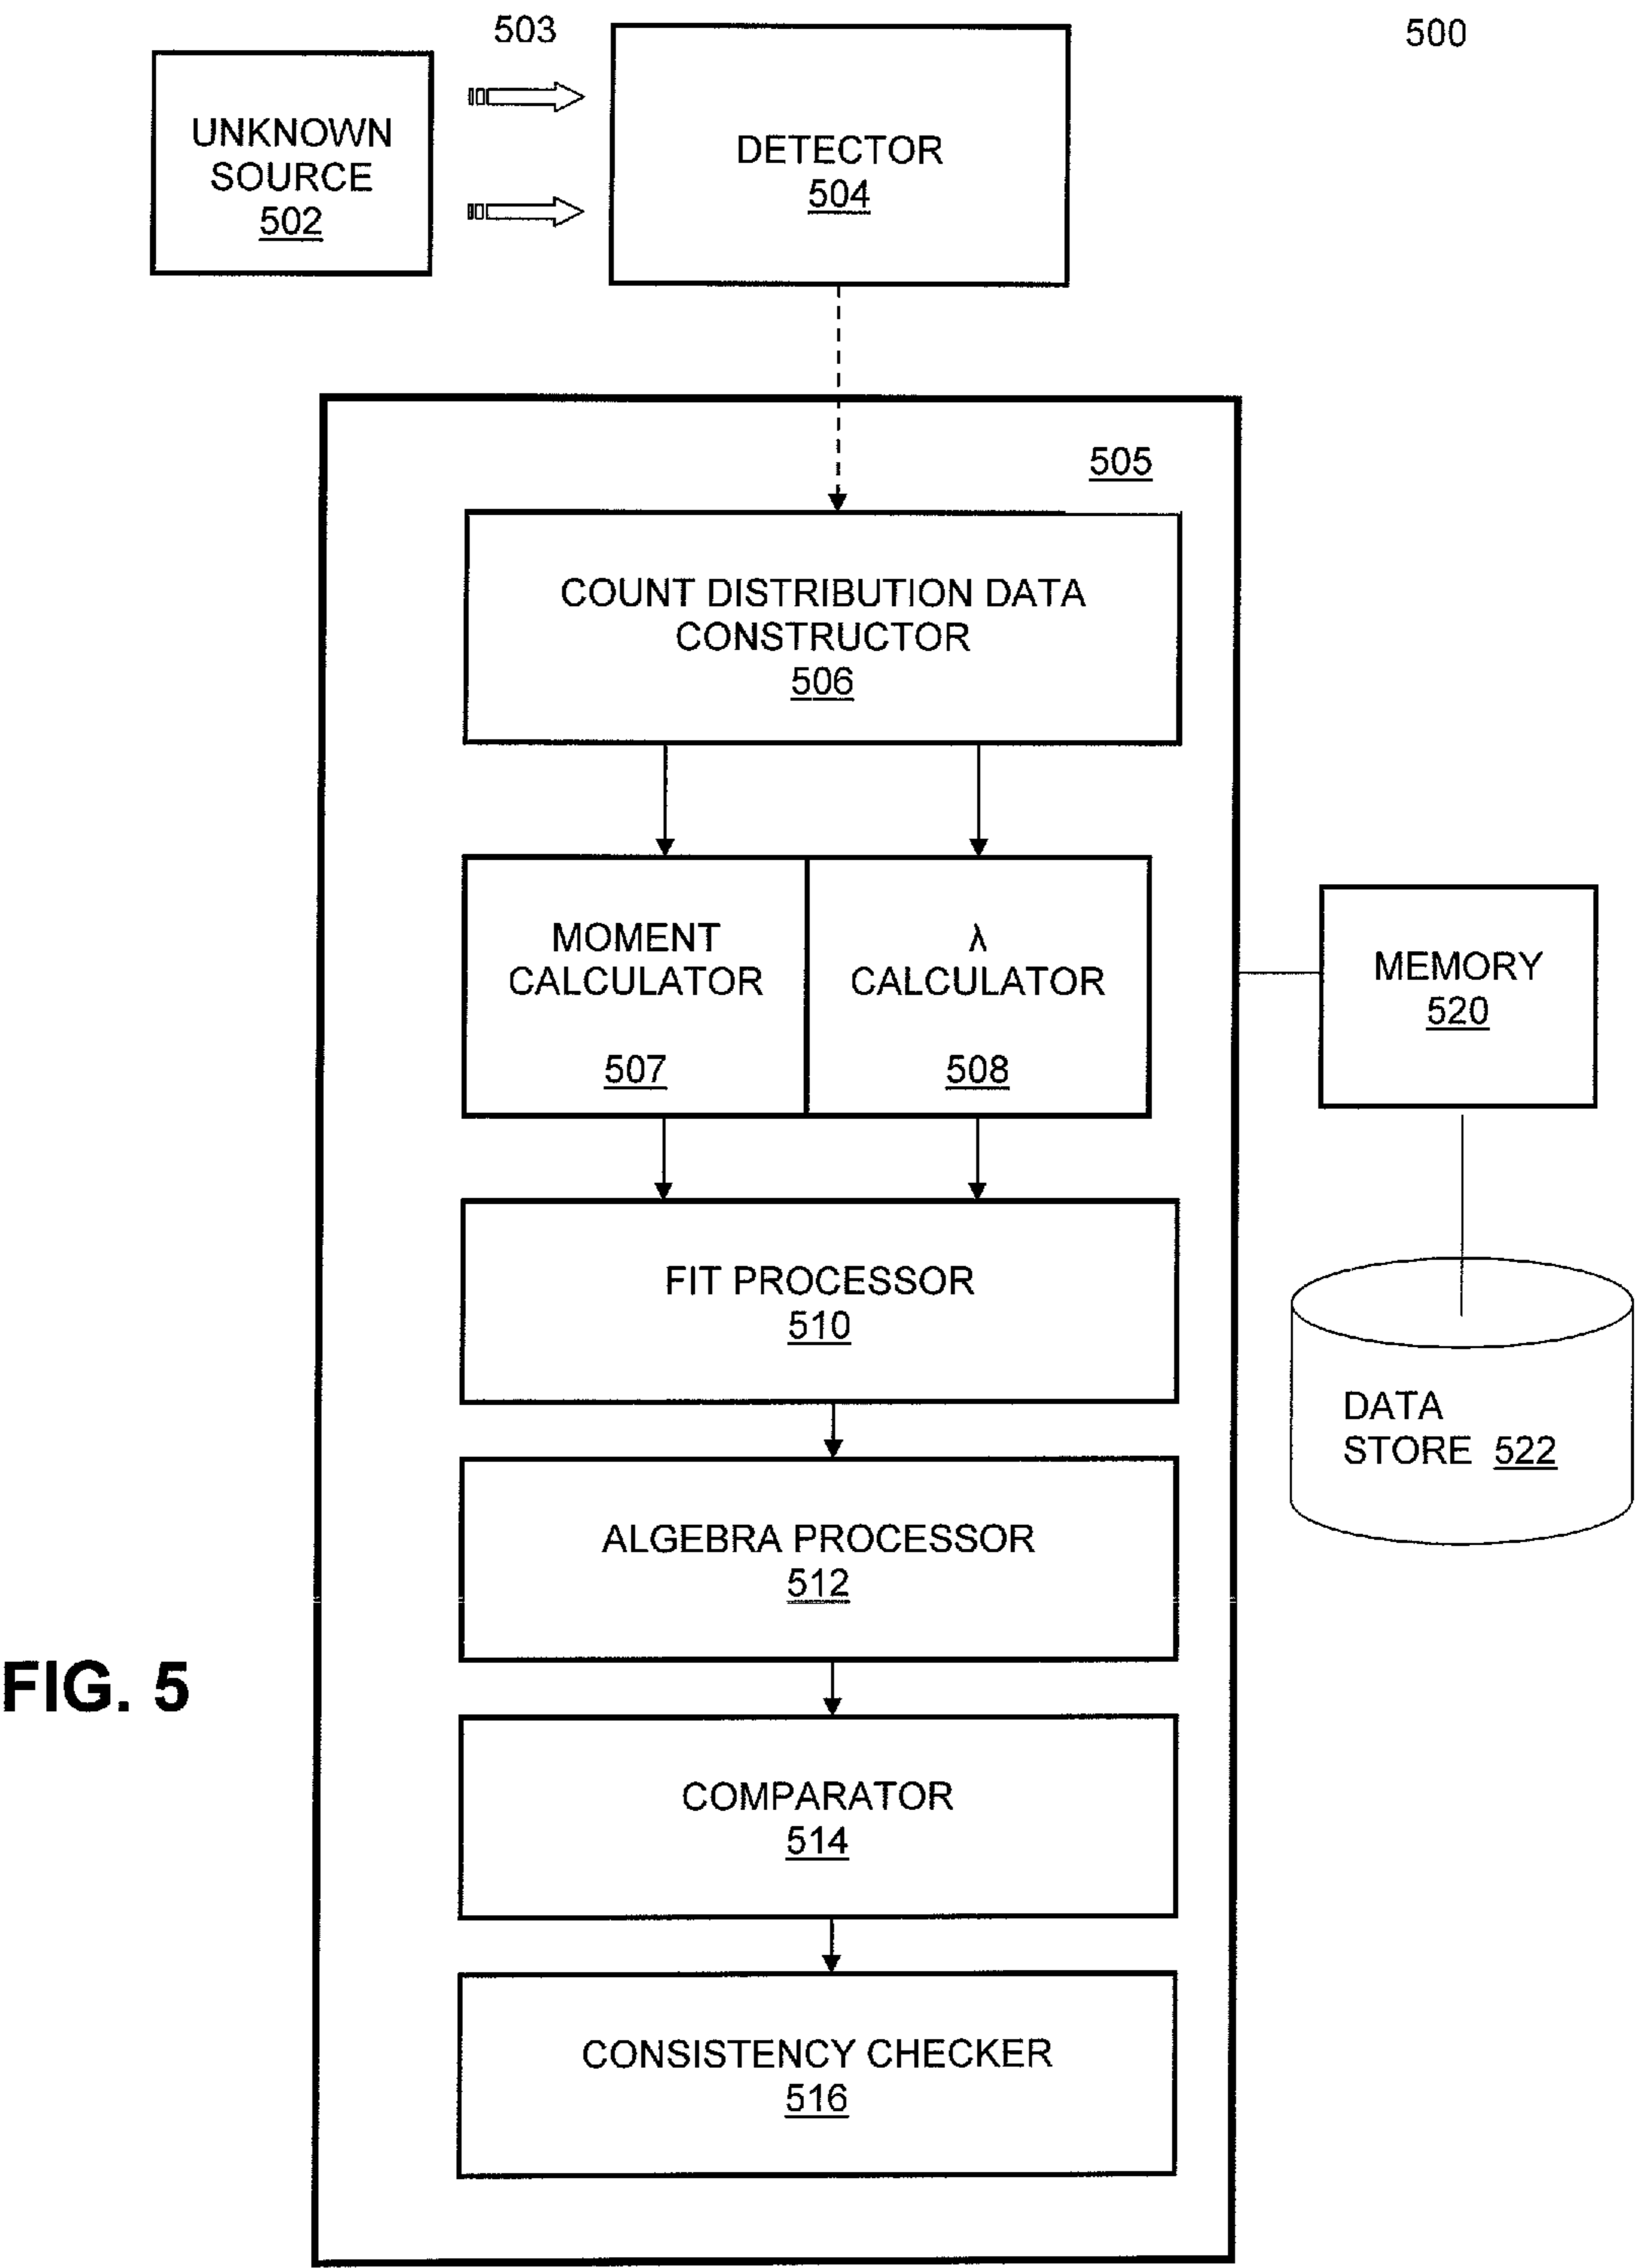 503
500
UNKNOWN
SOURCE
502
DETECTOR
504
505
COUNT DISTRIBUTION DATA
CONSTRUCTOR
506
MOMENT
CALCULATOR
507
λ
CALCULATOR
508
MEMORY
520
FIT PROCESSOR
510
DATA
STORE 522
ALGEBRA PROCESSOR
512
FIG. 5
COMPARATOR
514
CONSISTENCY CHECKER
516